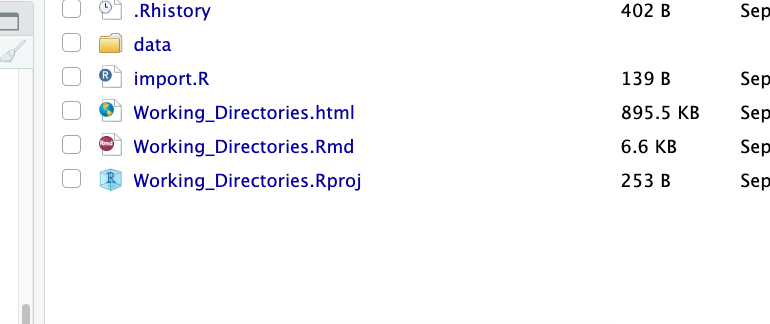 .Rhistory 402 B Sep
data
import.R 139 B Sep
Working_Directories.html 895.5 KB Sep
Rmd Working_Directories.Rmd 6.6 KB Sep
R Working_Directories.Rproj 253 B Sep